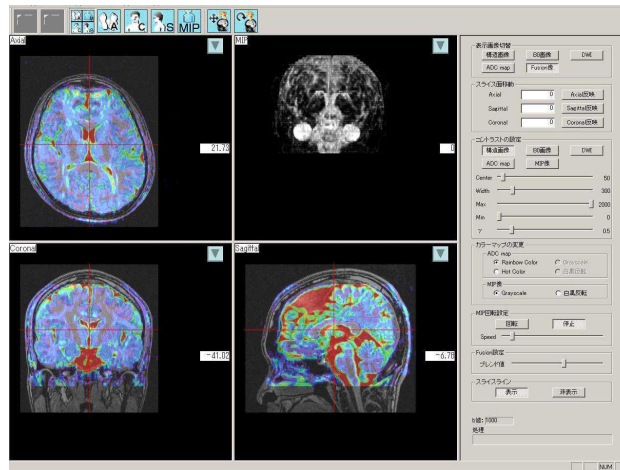 A
C
S
MIP
Axial
MIP
21.73
0
Coronal
Sagittal
-41.02
-6.78
表示画像切替
構造画像 B0画像 DWI
ADC map Fusion像
スライス面移動
Axial 0 Axial反映
Sagittal 0 Sagittal反映
Coronal 0 Coronal反映
コントラストの設定
構造画像 B0画像 DWI
ADC map MIP像
Center 50
Width 300
Max 2000
Min 0
γ 0.5
カラーマップの変更
ADC map
Rainbow Color Grayscale
Hot Color 白黒反転
MIP像
Grayscale 白黒反転
MIP回転設定
回転 停止
Speed
Fusion設定
ブレンド値
スライスライン
表示 非表示
b値: 1000
処理
NUM